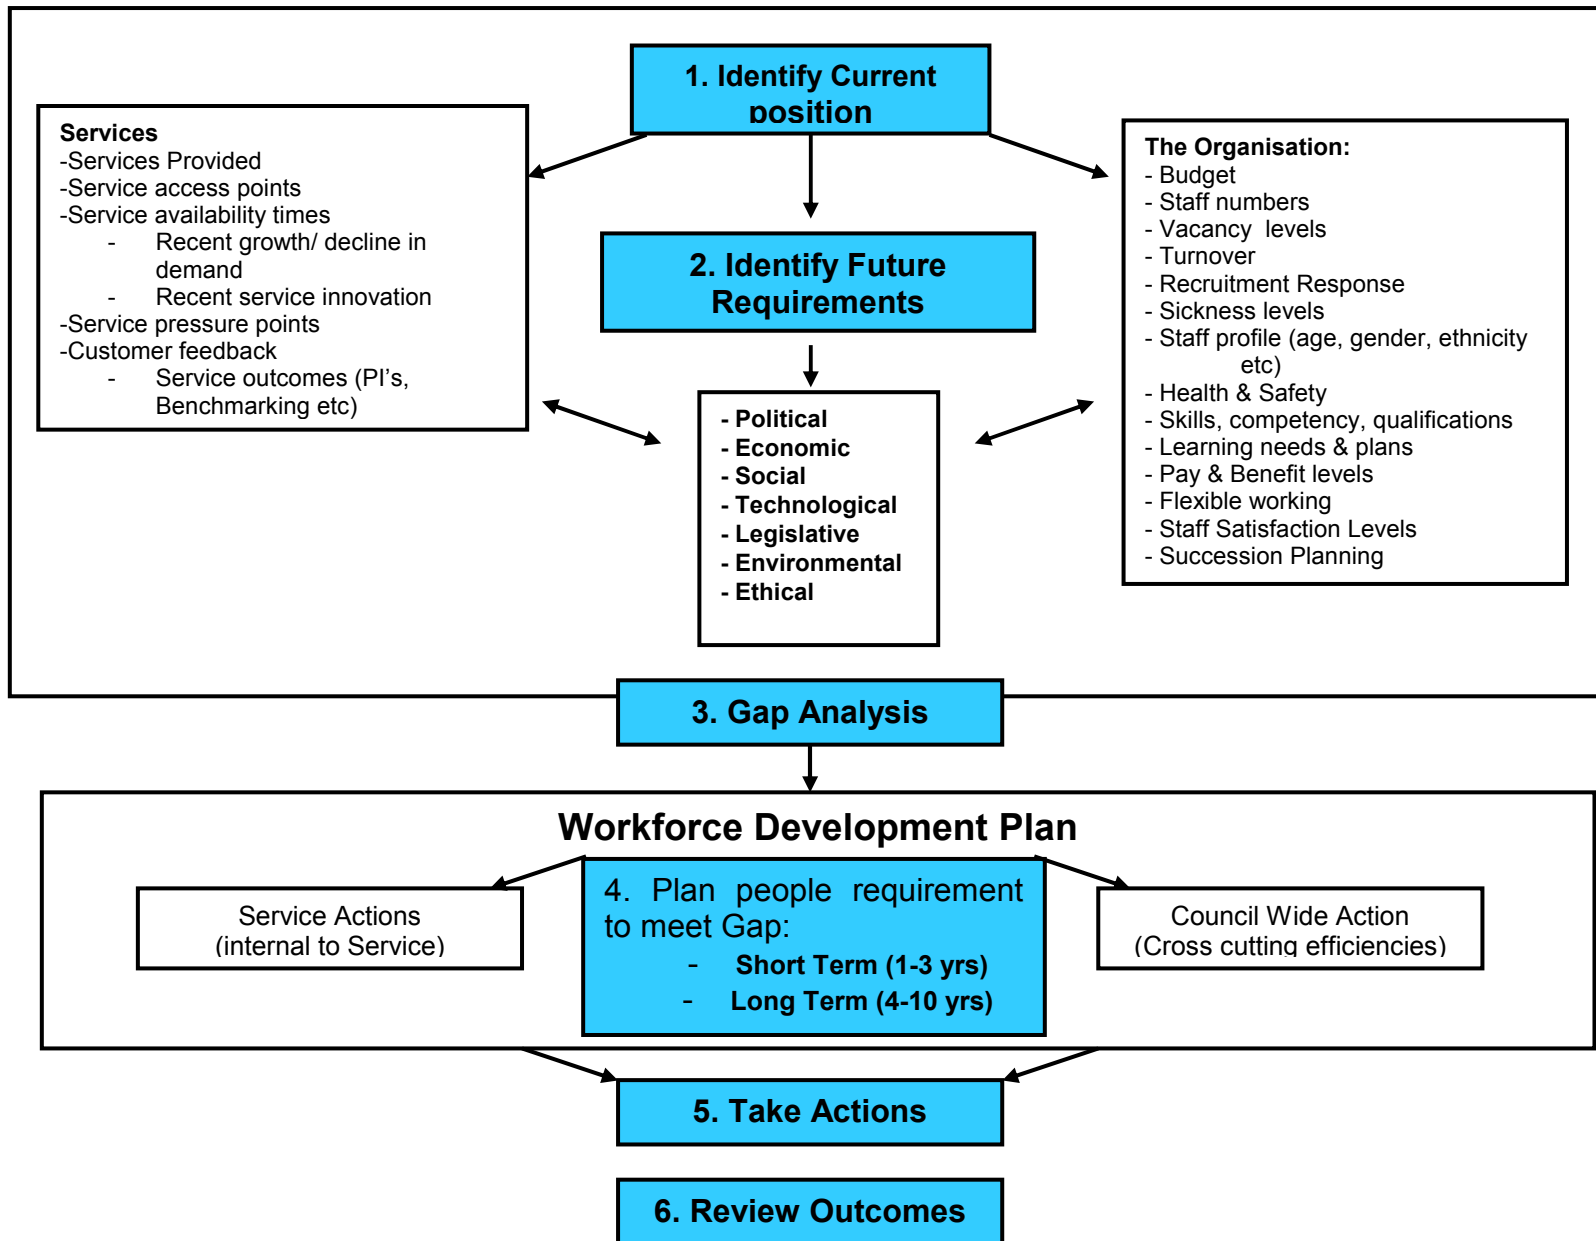 1. Identify Current
position
Services
-Services Provided
-Service access points
-Service availability times
- Recent growth/ decline in
demand
- Recent service innovation
-Service pressure points
-Customer feedback
- Service outcomes (PI's,
Benchmarking etc)
The Organisation:
- Budget
- Staff numbers
- Vacancy levels
- Turnover
- Recruitment Response
- Sickness levels
- Staff profile (age, gender, ethnicity
etc)
- Health & Safety
- Skills, competency, qualifications
- Learning needs & plans
- Pay & Benefit levels
- Flexible working
- Staff Satisfaction Levels
- Succession Planning
2. Identify Future
Requirements
- Political
- Economic
- Social
- Technological
- Legislative
- Environmental
- Ethical
3. Gap Analysis
Workforce Development Plan
Service Actions
(internal to Service)
4. Plan people requirement
to meet Gap:
- Short Term (1-3 yrs)
- Long Term (4-10 yrs)
Council Wide Action
(Cross cutting efficiencies)
5. Take Actions
6. Review Outcomes